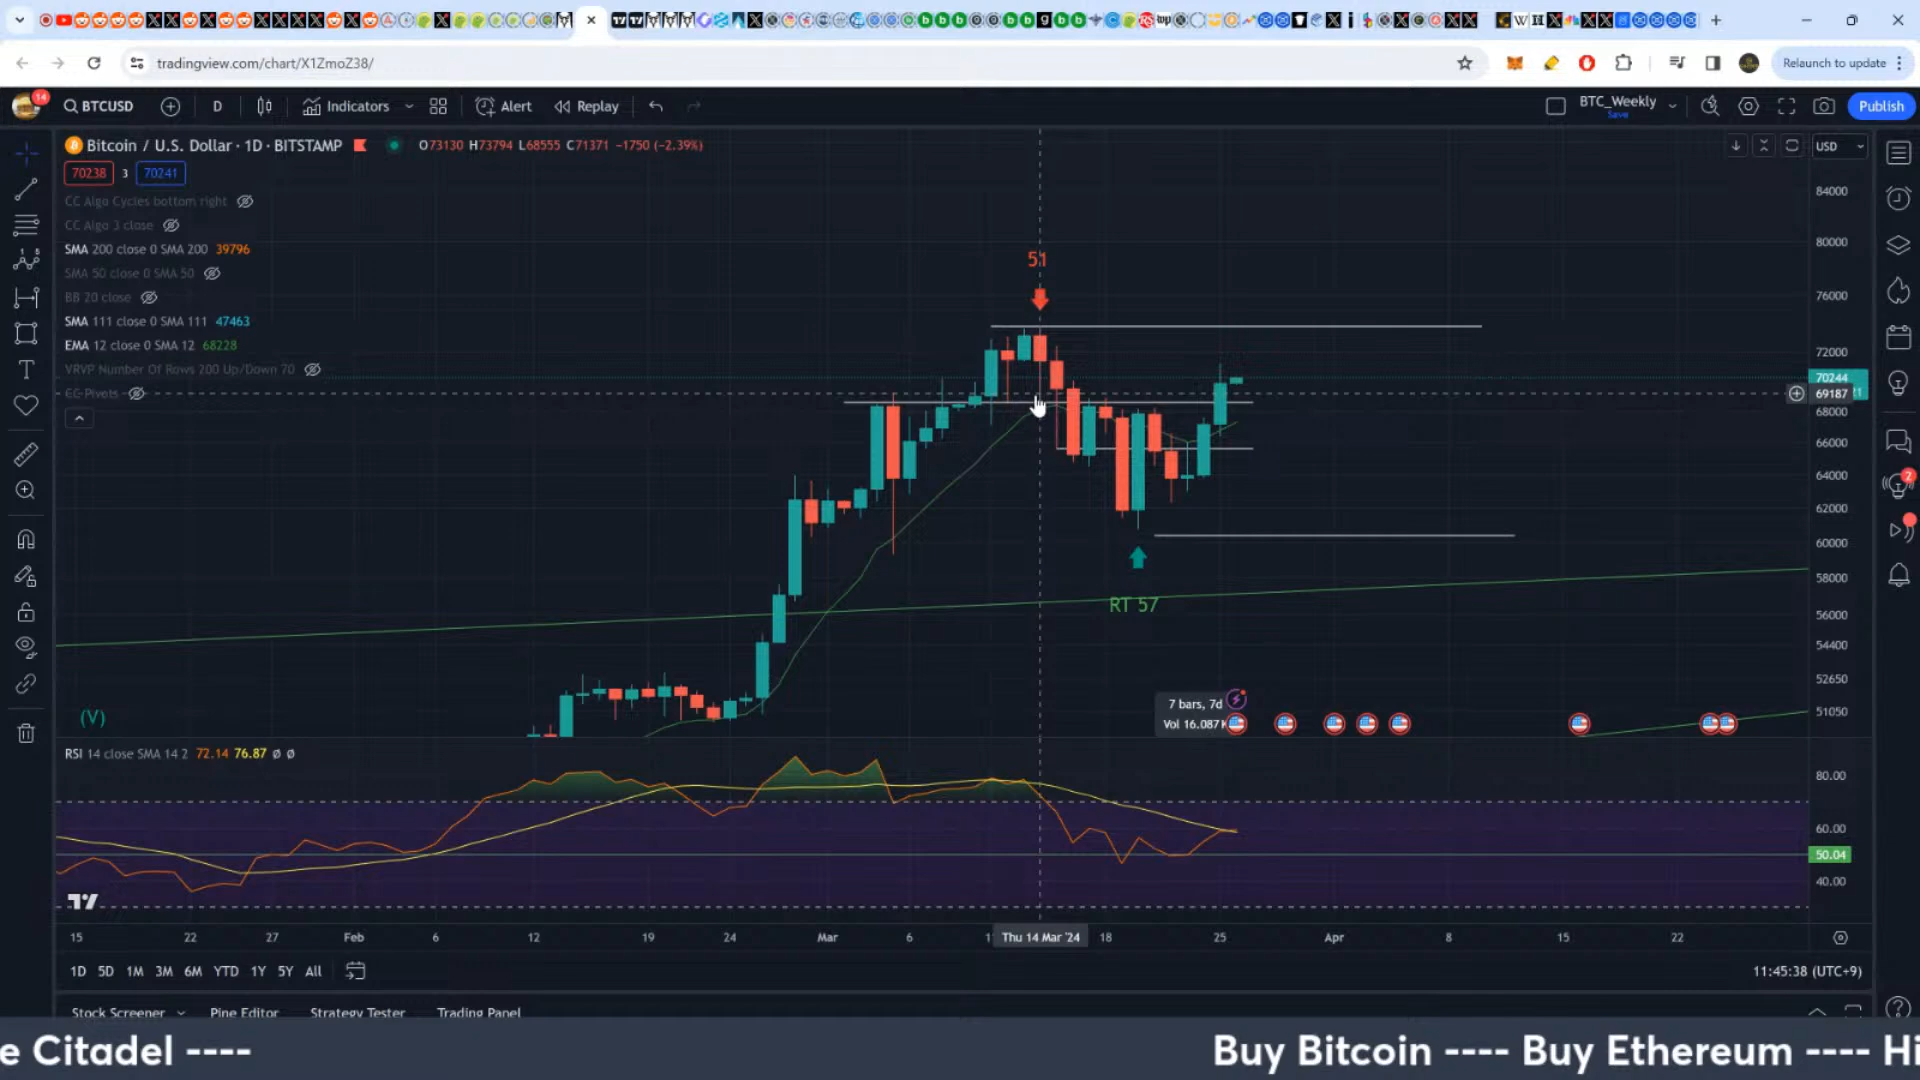 tradingview.com/chart/X1ZmoZ38/
Relaunch to update
14
BTCUSD
D
Indicators
Alert
Replay
BTC_Weekly
Save
Publish
Bitcoin / U.S. Dollar · 1D · BITSTAMP
O73130 H73794 L68555 C71371 −1750 (−2.39%)
USD
70238 3 70241
CC Algo Cycles bottom right
CC Algo 3 close
SMA 200 close 0 SMA 200 39796
SMA 50 close 0 SMA 50
BB 20 close
SMA 111 close 0 SMA 111 47463
EMA 12 close 0 SMA 12 68228
VRVP Number Of Rows 200 Up/Down 70
CC-Pivots
51
RT 57
(V)
7 bars, 7d
Vol 16.087K
84000
80000
76000
72000
70244
69187
68000
66000
64000
62000
60000
58000
56000
54400
52650
51050
2
RSI 14 close SMA 14 2 72.14 76.87 ø ø
80.00
60.00
50.04
40.00
15 22 27 Feb 6 12 19 24 Mar 6 Thu 14 Mar '24 18 25 Apr 8 15 22
1D 5D 1M 3M 6M YTD 1Y 5Y All
11:45:38 (UTC+9)
Stock Screener Pine Editor Strategy Tester Trading Panel
e Citadel ---- Buy Bitcoin ---- Buy Ethereum ---- Hi